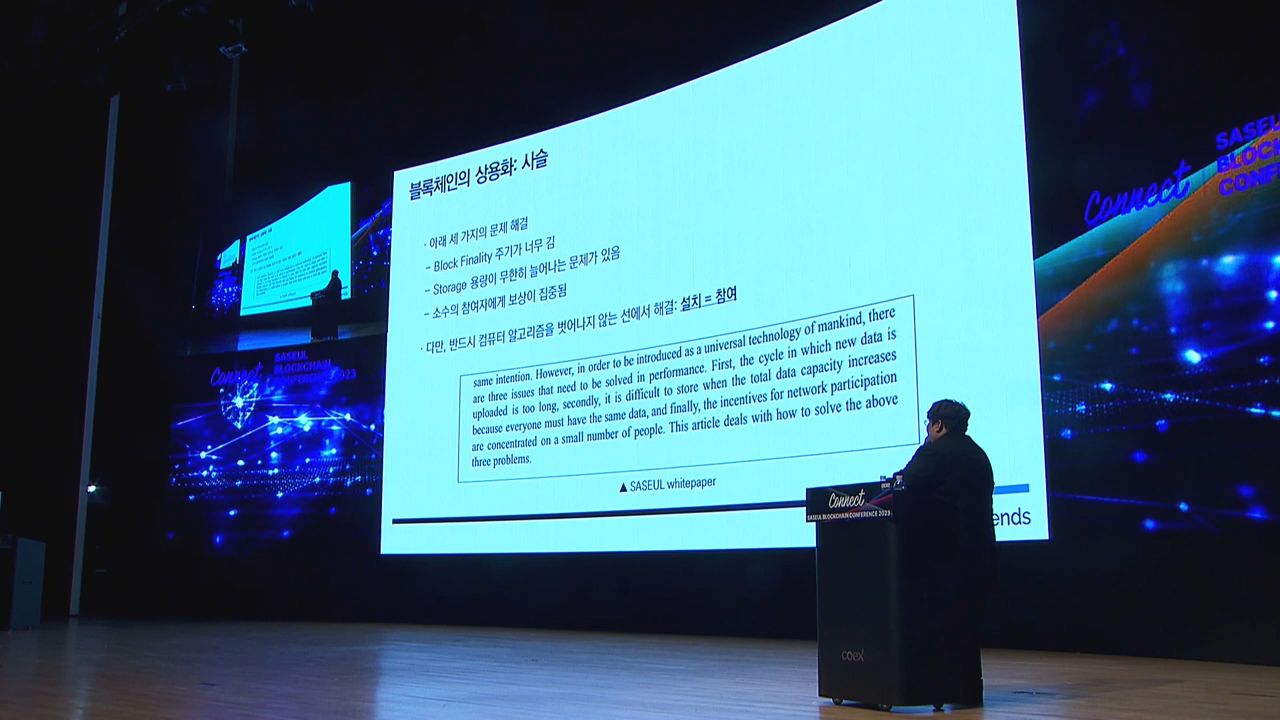 블록체인의 상용화: 사슬
· 아래 세 가지의 문제 해결
– Block Finality 주기가 너무 김
– Storage 용량이 무한히 늘어나는 문제가 있음
– 소수의 참여자에게 보상이 집중됨
· 다만, 반드시 컴퓨터 알고리즘을 벗어나지 않는 선에서 해결: 설치 = 참여
same intention. However, in order to be introduced as a universal technology of mankind, there
are three issues that need to be solved in performance. First, the cycle in which new data is
uploaded is too long, secondly, it is difficult to store when the total data capacity increases
because everyone must have the same data, and finally, the incentives for network participation
are concentrated on a small number of people. This article deals with how to solve the above
three problems.
▲ SASEUL whitepaper
ends
Connect
SASEUL BLOCKCHAIN CONFERENCE 2023
coex
Connect
SASEUL
BLOCKCHAIN
CONFERENCE 2023
Connect